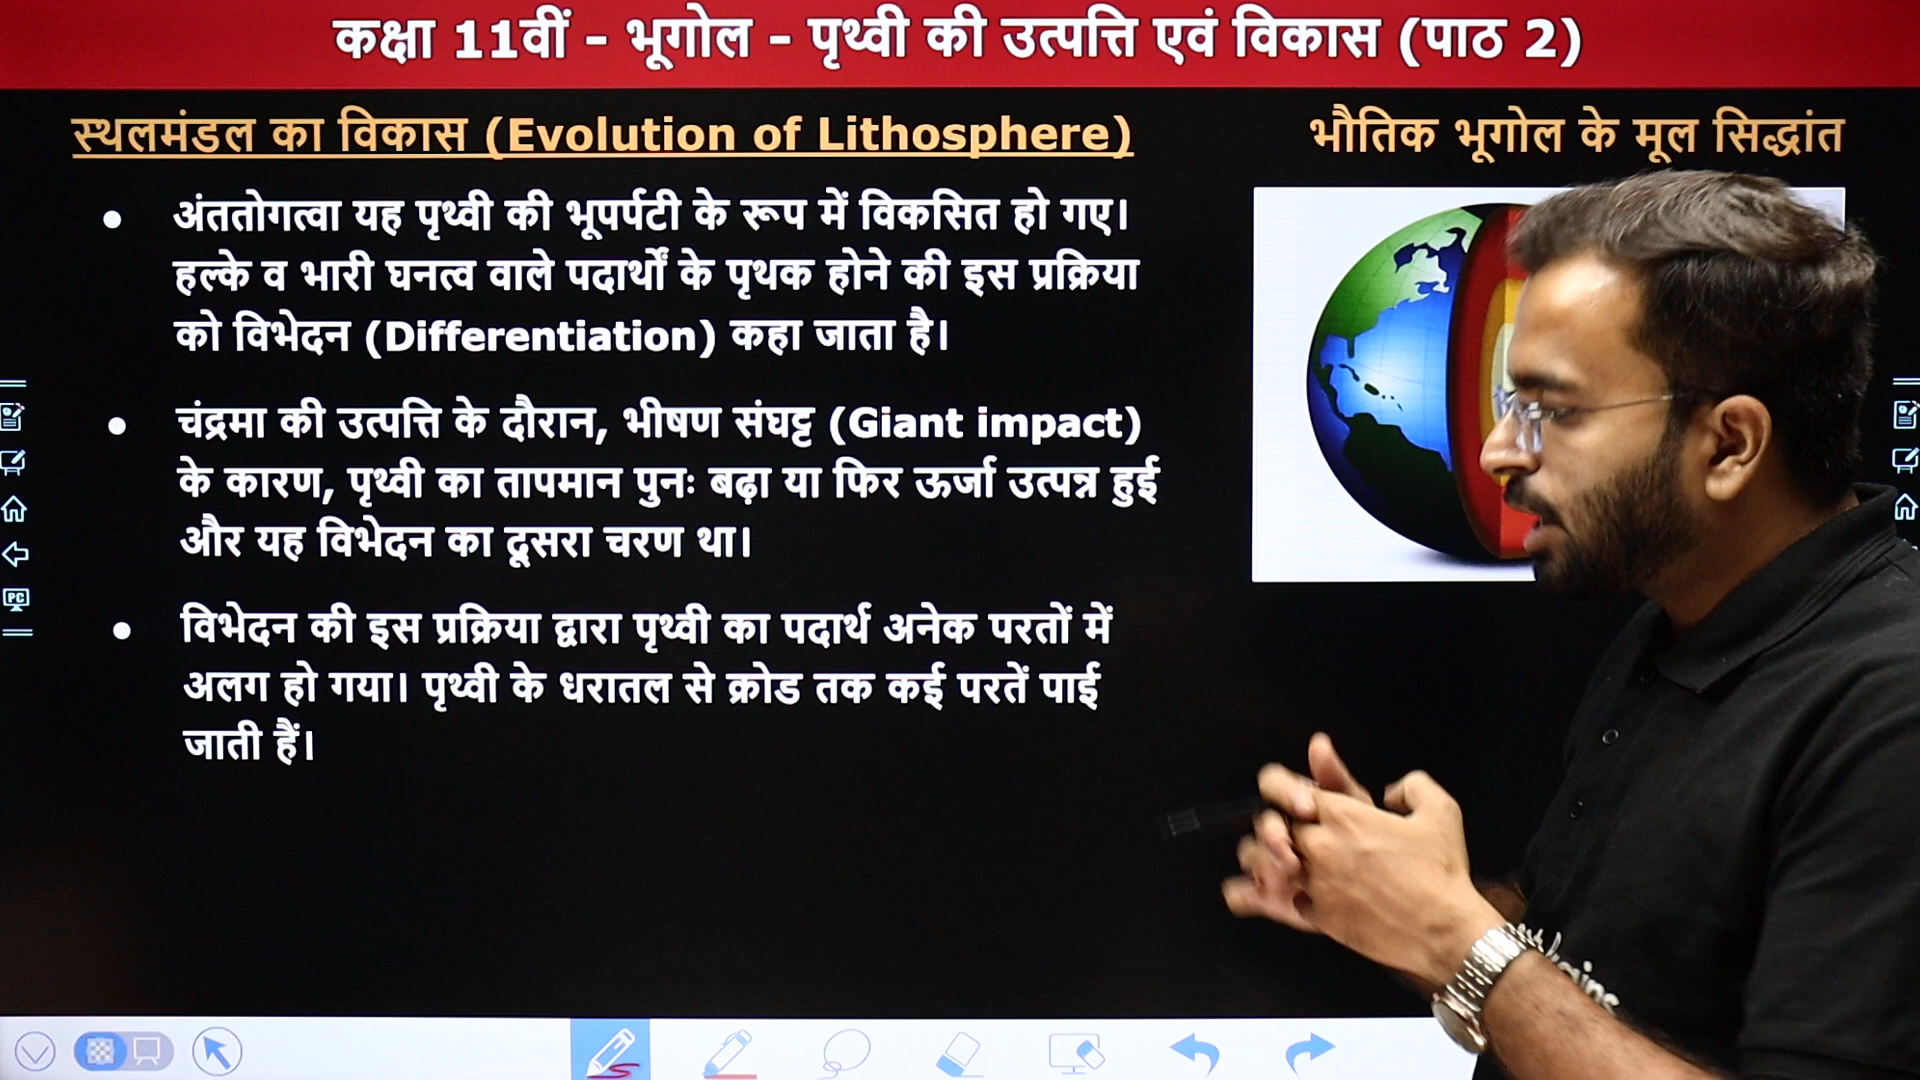 कक्षा 11वीं - भूगोल - पृथ्वी की उत्पत्ति एवं विकास (पाठ 2)
स्थलमंडल का विकास (Evolution of Lithosphere)
भौतिक भूगोल के मूल सिद्धांत
अंततोगत्वा यह पृथ्वी की भूपर्पटी के रूप में विकसित हो गए।
हल्के व भारी घनत्व वाले पदार्थों के पृथक होने की इस प्रक्रिया
को विभेदन (Differentiation) कहा जाता है।
चंद्रमा की उत्पत्ति के दौरान, भीषण संघट्ट (Giant impact)
के कारण, पृथ्वी का तापमान पुनः बढ़ा या फिर ऊर्जा उत्पन्न हुई
और यह विभेदन का दूसरा चरण था।
विभेदन की इस प्रक्रिया द्वारा पृथ्वी का पदार्थ अनेक परतों में
अलग हो गया। पृथ्वी के धरातल से क्रोड तक कई परतें पाई
जाती हैं।
PC